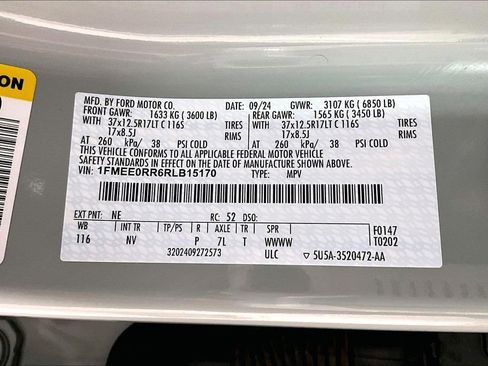 ON
MFD. BY FORD MOTOR CO. DATE: 09/24 GVWR: 3107 KG ( 6850 LB)
FRONT GAWR: 1633 KG ( 3600 LB) REAR GAWR: 1565 KG ( 3450 LB)
WITH 37x12.5R17LT C 116S TIRES WITH 37x12.5R17LT C 116S TIRES
17x8.5J RIMS 17x8.5J RIMS
AT 260 kPa/ 38 PSI COLD AT 260 kPa/ 38 PSI COLD
THIS VEHICLE CONFORMS TO ALL APPLICABLE FEDERAL MOTOR VEHICLE
SAFETY AND THEFT PREVENTION STANDARDS IN EFFECT ON THE DATE OF
MANUFACTURE SHOWN ABOVE.
VIN: 1FMEE0RR6RLB15170 TYPE: MPV
EXT PNT: NE RC: 52 DSO: F0147
WB INT TR TP/PS R AXLE TR SPR T0202
116 NV P 7L T WWWW
3202409272573 ULC ▽ 5U5A-3520472-AA